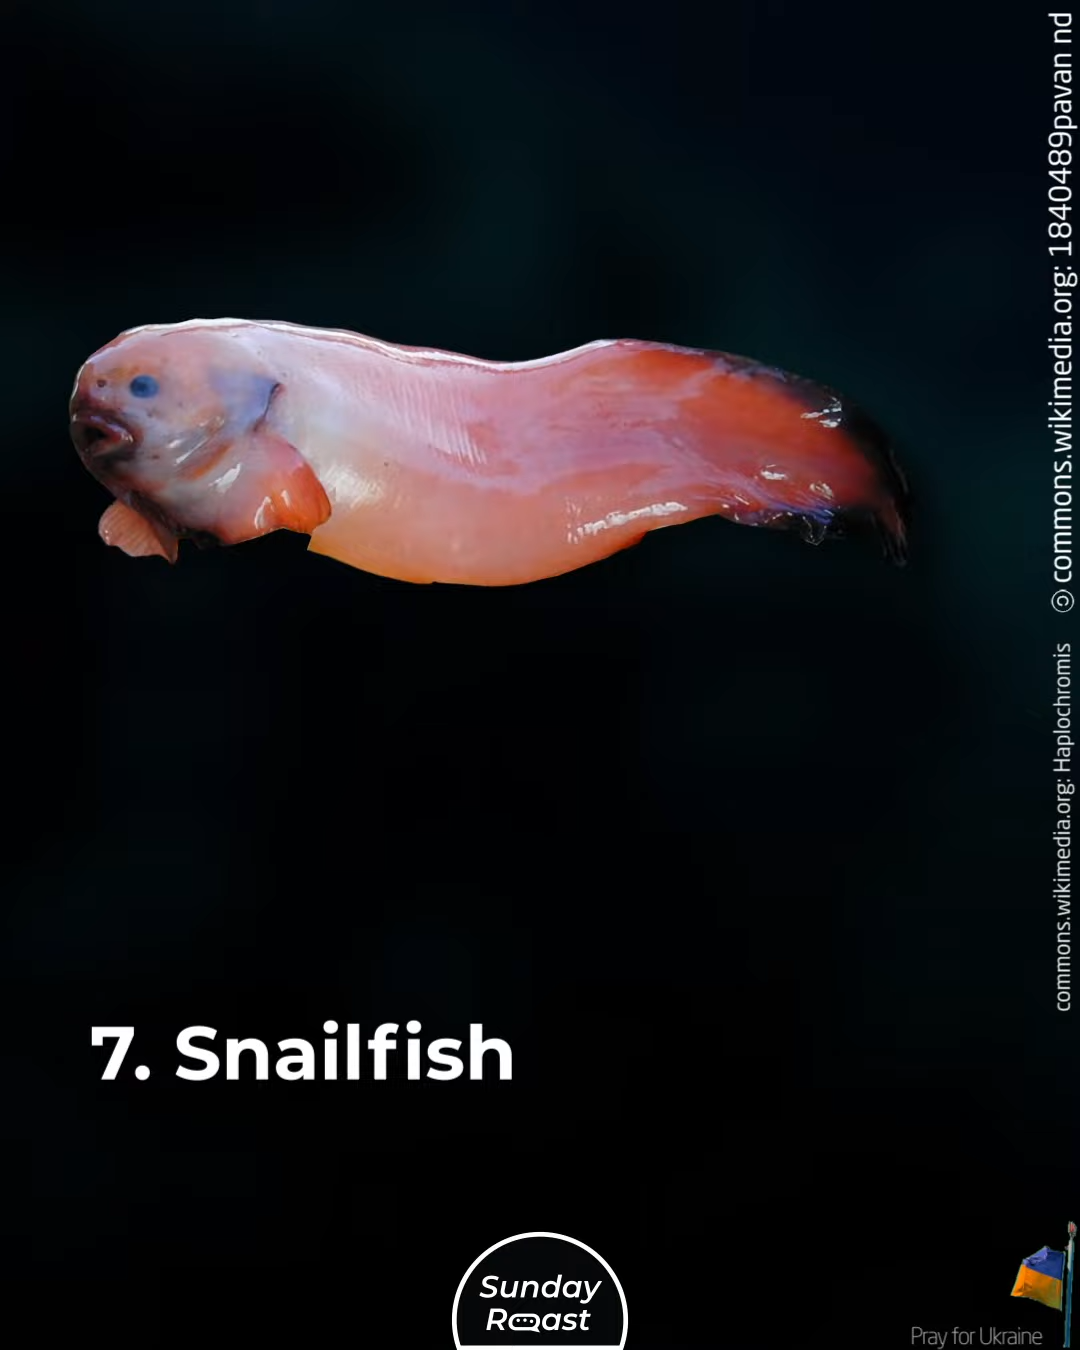 © commons.wikimedia.org: 1840489pavan nd
commons.wikimedia.org: Haplochromis
7. Snailfish
Sunday
Roast
Pray for Ukraine